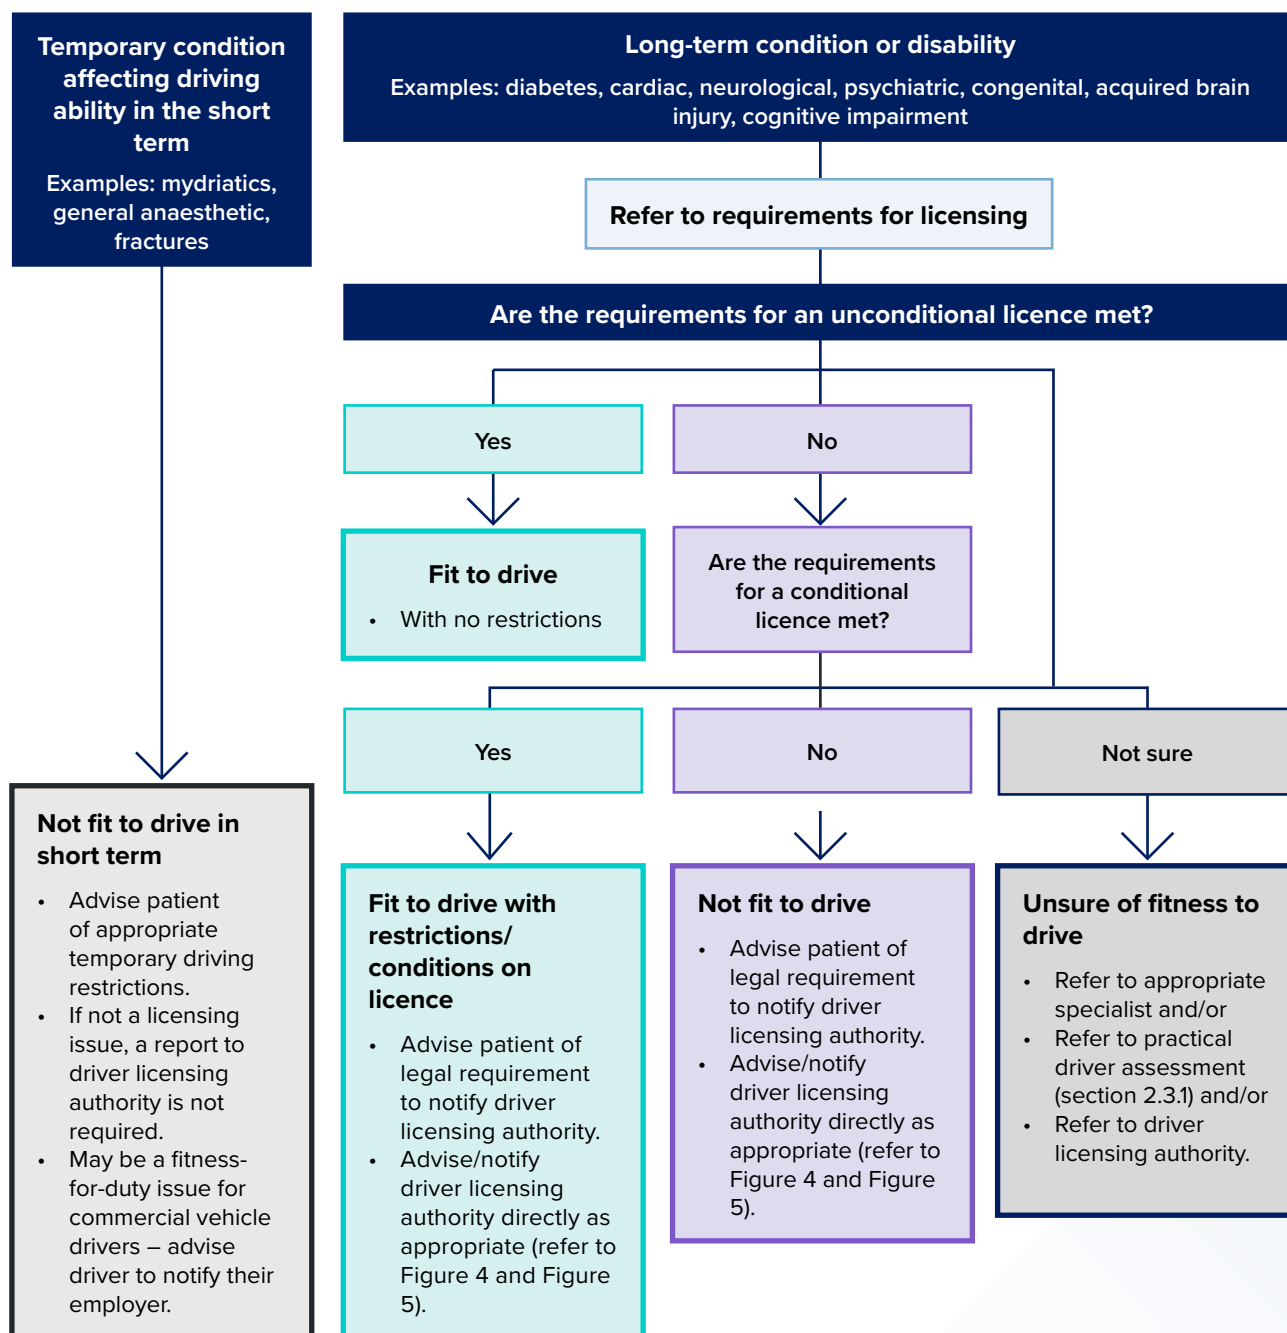 Temporary condition
affecting driving
ability in the short
term
Examples: mydriatics,
general anaesthetic,
fractures
Long-term condition or disability
Examples: diabetes, cardiac, neurological, psychiatric, congenital, acquired brain
injury, cognitive impairment
Refer to requirements for licensing
Are the requirements for an unconditional licence met?
Yes
No
Fit to drive
• With no restrictions
Are the requirements
for a conditional
licence met?
Yes
No
Not sure
Not fit to drive in
short term
• Advise patient
of appropriate
temporary driving
restrictions.
• If not a licensing
issue, a report to
driver licensing
authority is not
required.
• May be a fitness-
for-duty issue for
commercial vehicle
drivers – advise
driver to notify their
employer.
Fit to drive with
restrictions/
conditions on
licence
• Advise patient of
legal requirement
to notify driver
licensing authority.
• Advise/notify
driver licensing
authority directly as
appropriate (refer to
Figure 4 and Figure
5).
Not fit to drive
• Advise patient of
legal requirement
to notify driver
licensing authority.
• Advise/notify
driver licensing
authority directly as
appropriate (refer to
Figure 4 and Figure
5).
Unsure of fitness to
drive
• Refer to appropriate
specialist and/or
• Refer to practical
driver assessment
(section 2.3.1) and/or
• Refer to driver
licensing authority.